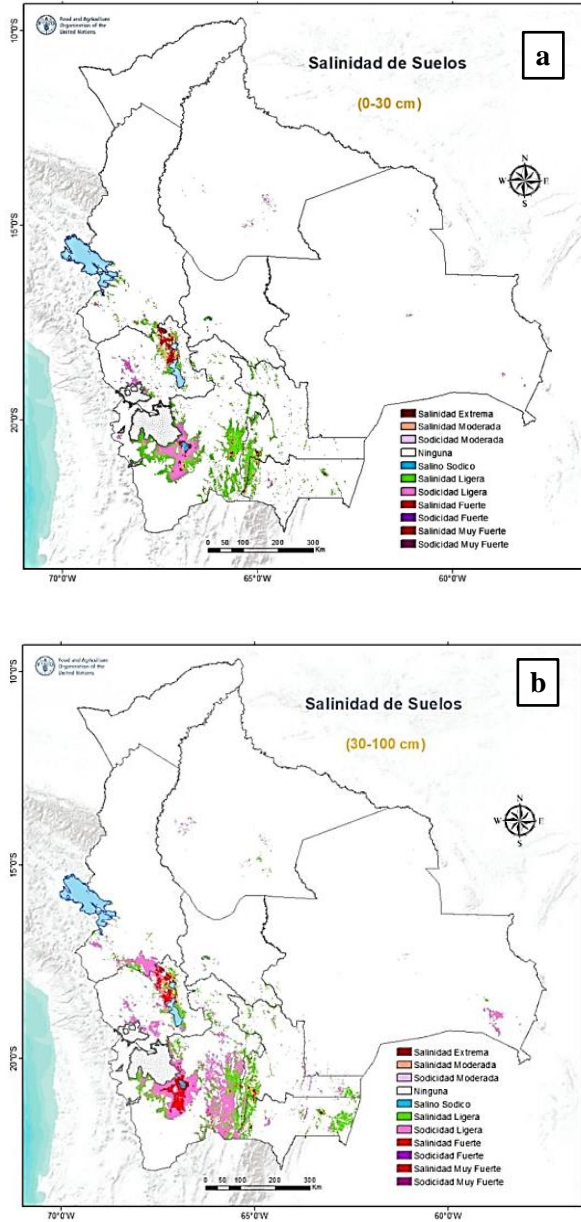 Food and Agriculture
Organization of the
United Nations
Salinidad de Suelos
(0-30 cm)
a
N
W E
S
10°0'S
15°0'S
20°0'S
Salinidad Extrema
Salinidad Moderada
Sodicidad Moderada
Ninguna
Salino Sodico
Salinidad Ligera
Sodicidad Ligera
Salinidad Fuerte
Sodicidad Fuerte
Salinidad Muy Fuerte
Sodicidad Muy Fuerte
0 50 100 200 300
Km
70°0'W 65°0'W 60°0'W
Food and Agriculture
Organization of the
United Nations
Salinidad de Suelos
(30-100 cm)
b
N
W E
S
10°0'S
15°0'S
20°0'S
Salinidad Extrema
Salinidad Moderada
Sodicidad Moderada
Ninguna
Salino Sodico
Salinidad Ligera
Sodicidad Ligera
Salinidad Fuerte
Sodicidad Fuerte
Salinidad Muy Fuerte
Sodicidad Muy Fuerte
0 50 100 200 300
Km
70°0'W 65°0'W 60°0'W